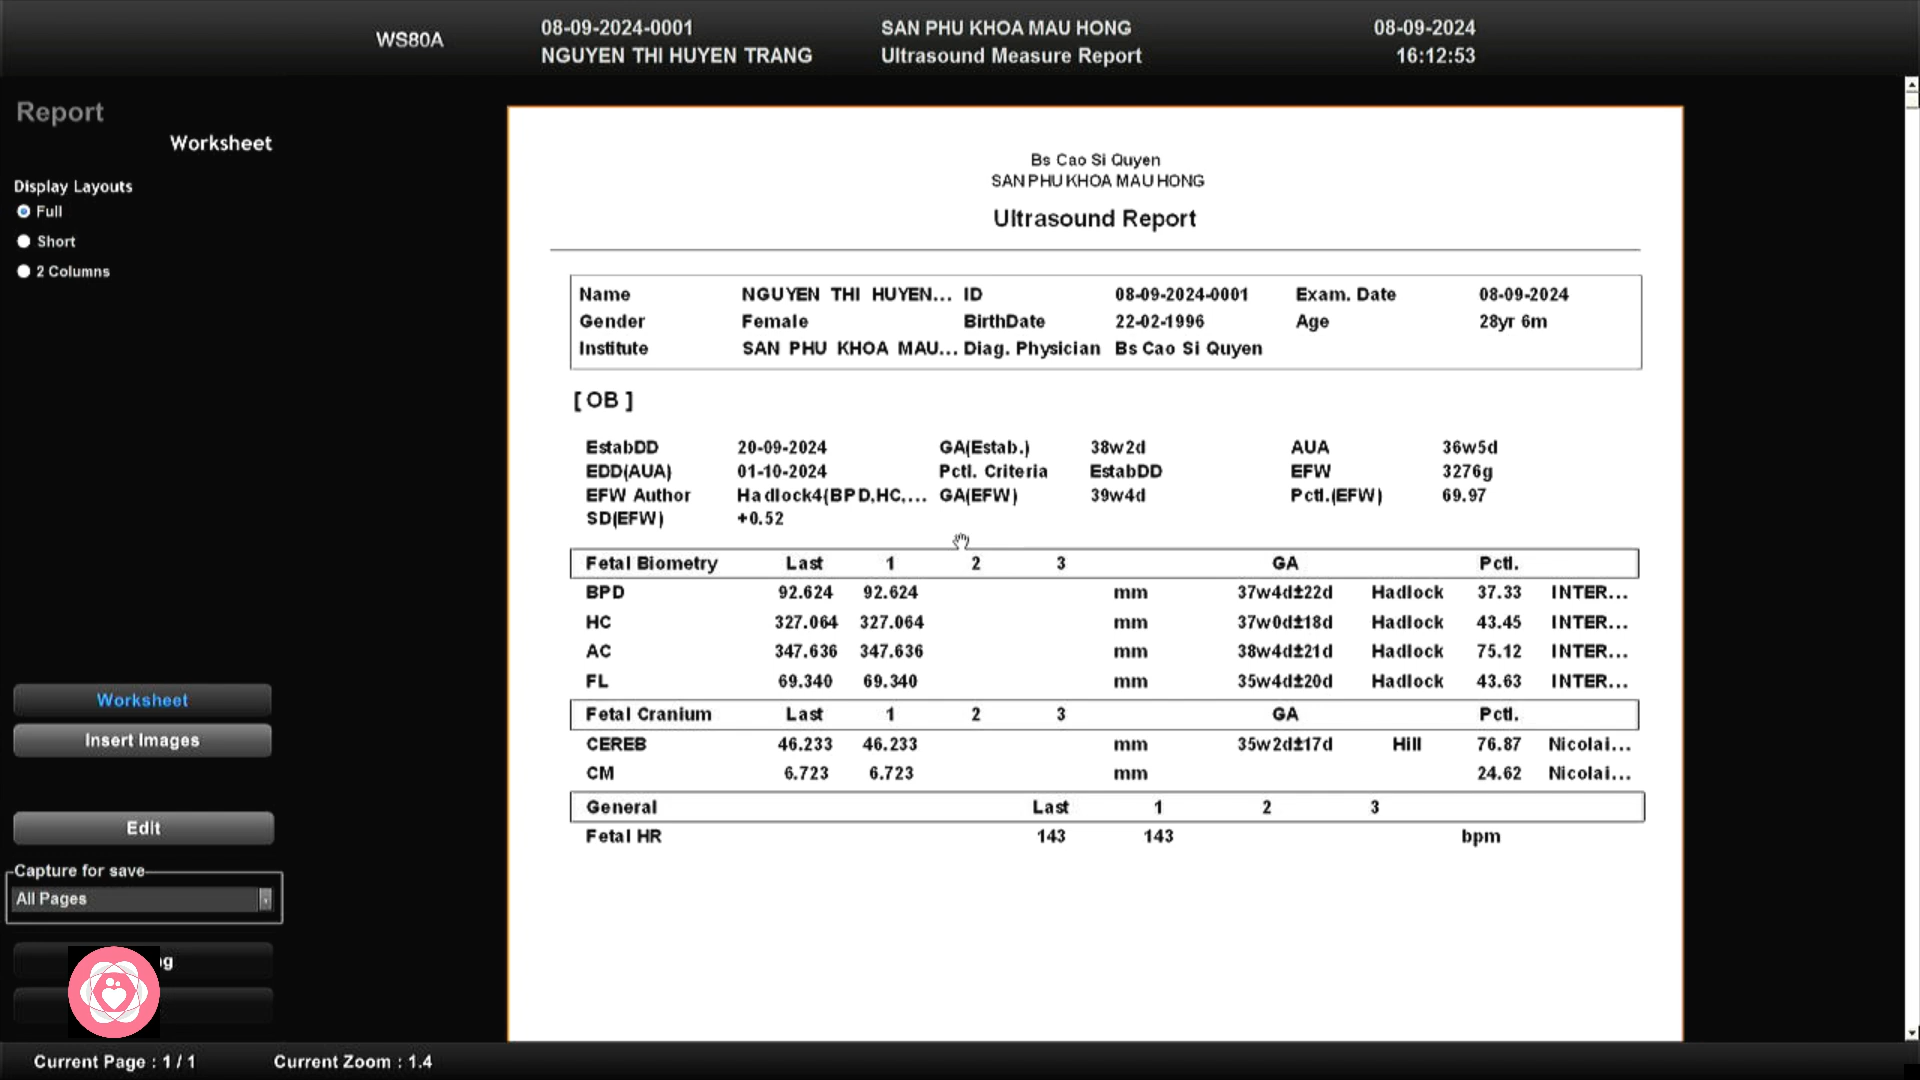 WS80A
08-09-2024-0001
NGUYEN THI HUYEN TRANG
SAN PHU KHOA MAU HONG
Ultrasound Measure Report
08-09-2024
16:12:53
Report
Worksheet
Display Layouts
Full
Short
2 Columns
Worksheet
Insert Images
Edit
Capture for save
All Pages
Bs Cao Si Quyen
SAN PHU KHOA MAU HONG
Ultrasound Report
Name NGUYEN THI HUYEN... ID 08-09-2024-0001 Exam. Date 08-09-2024
Gender Female BirthDate 22-02-1996 Age 28yr 6m
Institute SAN PHU KHOA MAU... Diag. Physician Bs Cao Si Quyen
[ OB ]
EstabDD 20-09-2024 GA(Estab.) 38w2d AUA 36w5d
EDD(AUA) 01-10-2024 Pctl. Criteria EstabDD EFW 3276g
EFW Author Hadlock4(BPD,HC,... GA(EFW) 39w4d Pctl.(EFW) 69.97
SD(EFW) +0.52
Fetal Biometry Last 1 2 3 GA Pctl.
BPD 92.624 92.624 mm 37w4d±22d Hadlock 37.33 INTER...
HC 327.064 327.064 mm 37w0d±18d Hadlock 43.45 INTER...
AC 347.636 347.636 mm 38w4d±21d Hadlock 75.12 INTER...
FL 69.340 69.340 mm 35w4d±20d Hadlock 43.63 INTER...
Fetal Cranium Last 1 2 3 GA Pctl.
CEREB 46.233 46.233 mm 35w2d±17d Hill 76.87 Nicolai...
CM 6.723 6.723 mm 24.62 Nicolai...
General Last 1 2 3
Fetal HR 143 143 bpm
Current Page : 1 / 1
Current Zoom : 1.4